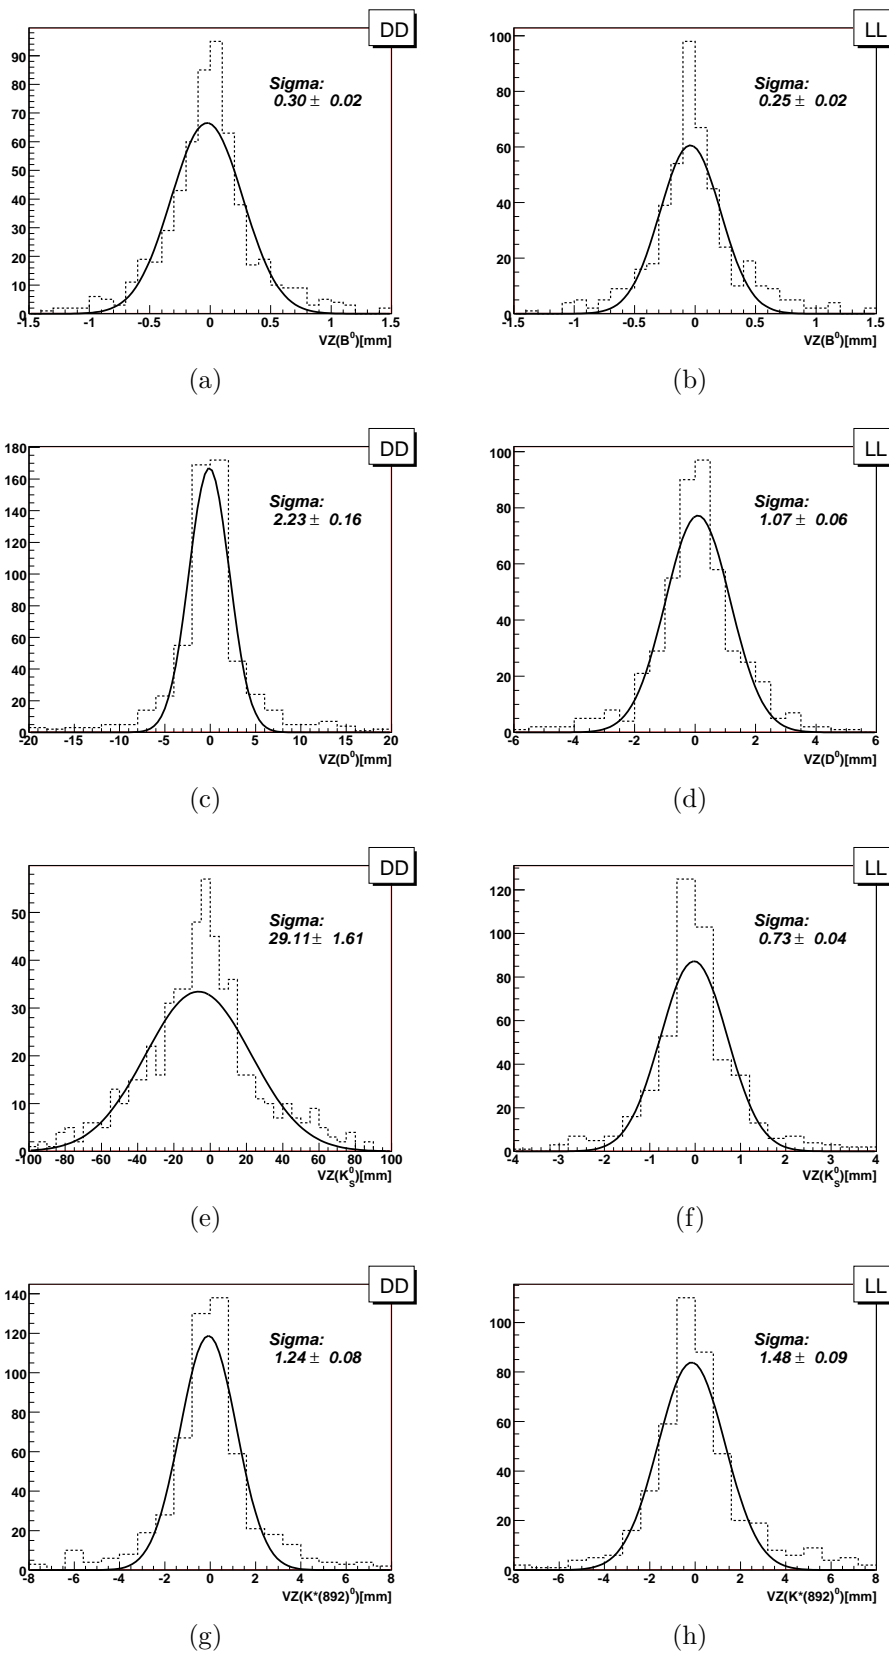 DD
Sigma:
0.30 ± 0.02
90
80
70
60
50
40
30
20
10
0
-1.5 -1 -0.5 0 0.5 1 1.5
VZ(B⁰)[mm]
(a)
LL
Sigma:
0.25 ± 0.02
100
80
60
40
20
0
-1.5 -1 -0.5 0 0.5 1 1.5
VZ(B⁰)[mm]
(b)
DD
Sigma:
2.23 ± 0.16
180
160
140
120
100
80
60
40
20
0
-20 -15 -10 -5 0 5 10 15 20
VZ(D⁰)[mm]
(c)
LL
Sigma:
1.07 ± 0.06
100
80
60
40
20
0
-6 -4 -2 0 2 4 6
VZ(D⁰)[mm]
(d)
DD
Sigma:
29.11 ± 1.61
50
40
30
20
10
0
-100 -80 -60 -40 -20 0 20 40 60 80 100
VZ(K⁰S)[mm]
(e)
LL
Sigma:
0.73 ± 0.04
120
100
80
60
40
20
0
-4 -3 -2 -1 0 1 2 3 4
VZ(K⁰S)[mm]
(f)
DD
Sigma:
1.24 ± 0.08
140
120
100
80
60
40
20
0
-8 -6 -4 -2 0 2 4 6 8
VZ(K*(892)⁰)[mm]
(g)
LL
Sigma:
1.48 ± 0.09
100
80
60
40
20
0
-8 -6 -4 -2 0 2 4 6 8
VZ(K*(892)⁰)[mm]
(h)